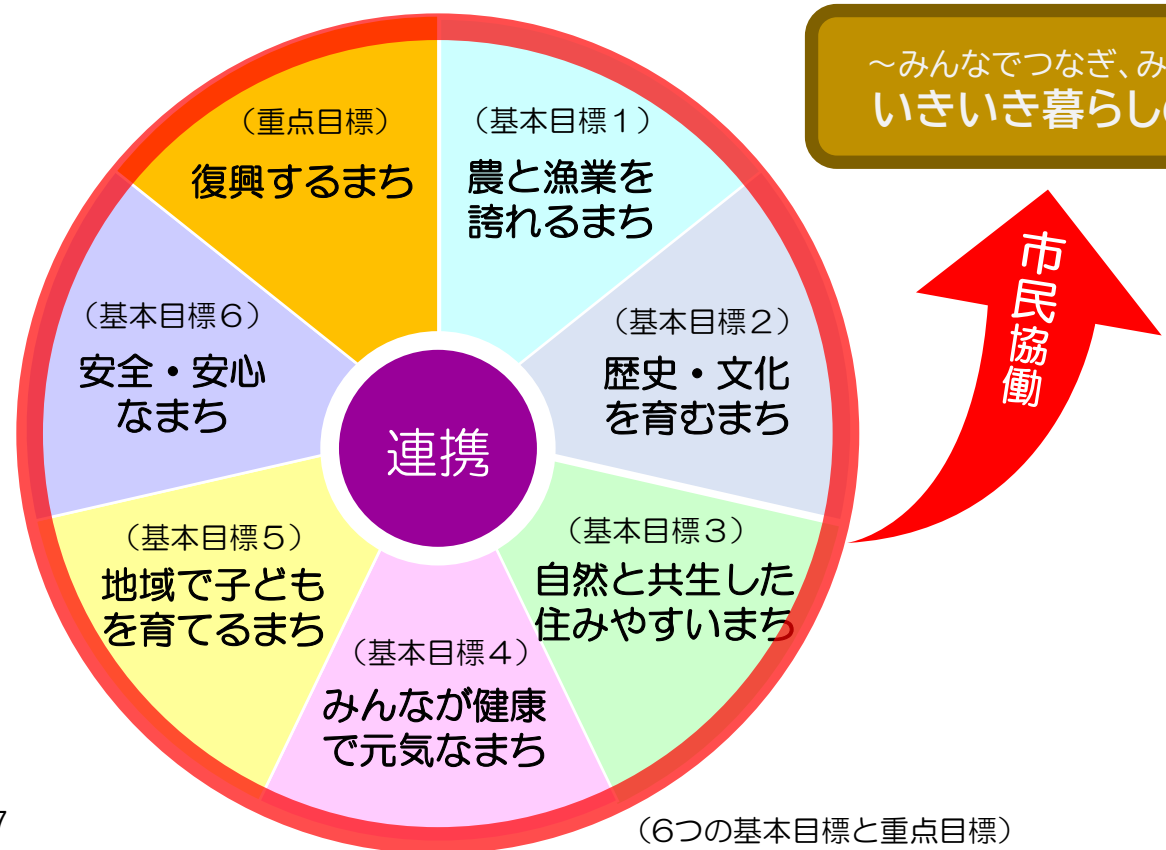 ～みんなでつなぎ、み
いきいき暮らし
市民協働
（重点目標）
復興するまち
（基本目標１）
農と漁業を
誇れるまち
（基本目標２）
歴史・文化
を育むまち
（基本目標３）
自然と共生した
住みやすいまち
（基本目標４）
みんなが健康
で元気なまち
（基本目標５）
地域で子ども
を育てるまち
（基本目標６）
安全・安心
なまち
連携
（6つの基本目標と重点目標）
7